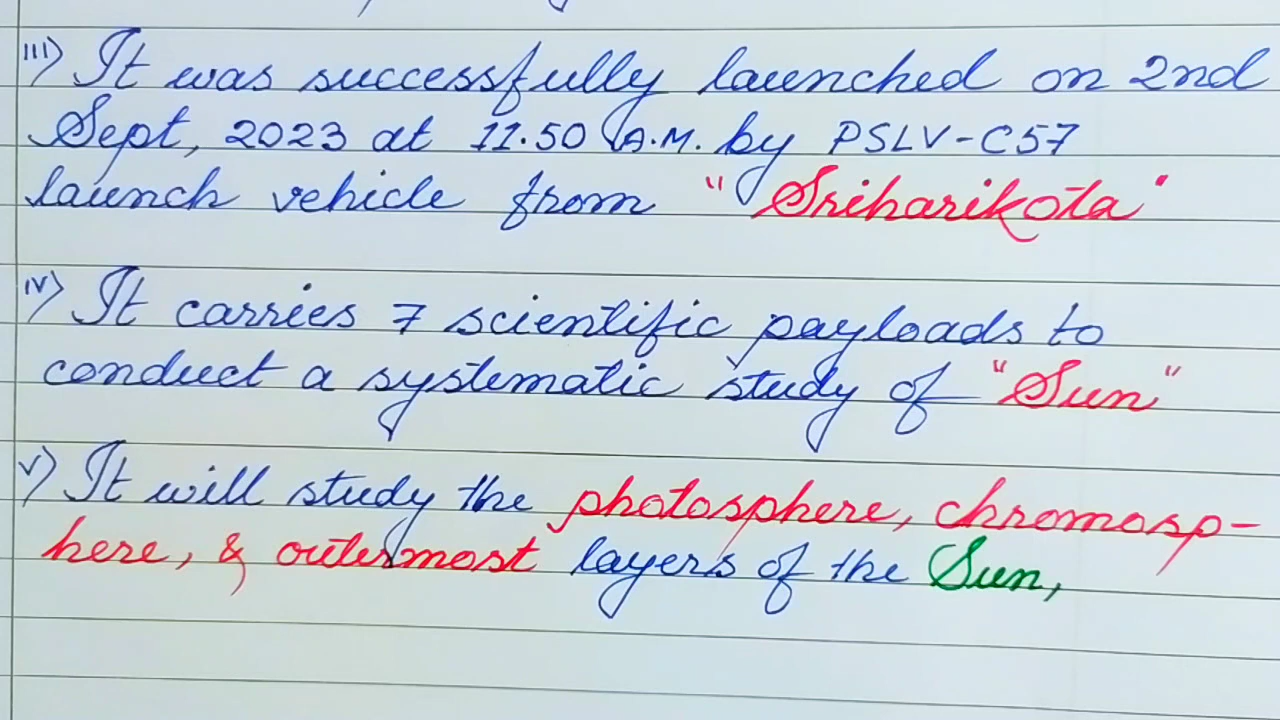 III) It was successfully launched on 2nd
Sept, 2023 at 11.50 A.M. by PSLV-C57
launch vehicle from "Sriharikota"
IV) It carries 7 scientific payloads to
conduct a systematic study of "Sun"
V) It will study the photosphere, chromosp-
here, & outermost layers of the Sun,